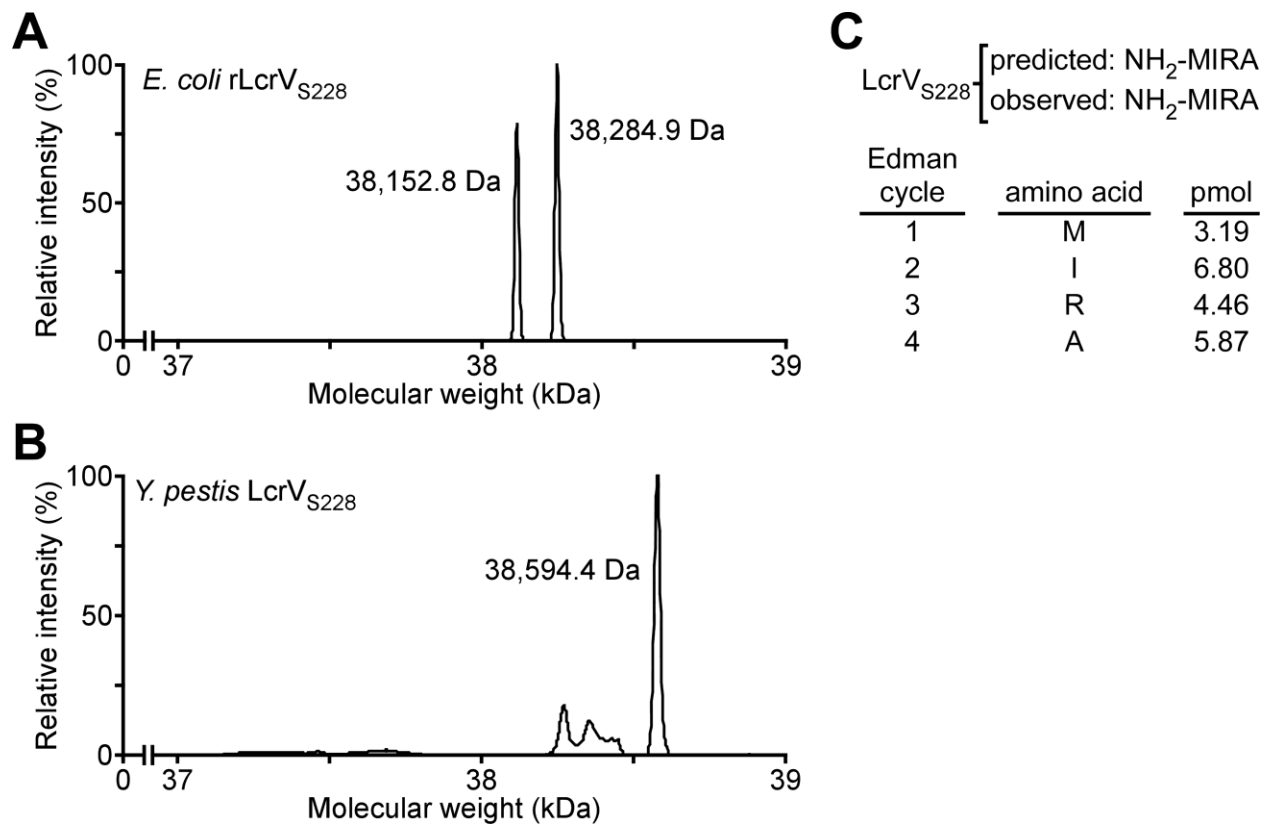 A
E. coli rLcrV_S228
38,284.9 Da
38,152.8 Da
Relative intensity (%)
100
50
0
0 37 38 39
Molecular weight (kDa)
B
Y. pestis LcrV_S228
38,594.4 Da
Relative intensity (%)
100
50
0
0 37 38 39
Molecular weight (kDa)
C
LcrV_S228
predicted: NH2-MIRA
observed: NH2-MIRA
Edman cycle amino acid pmol
1 M 3.19
2 I 6.80
3 R 4.46
4 A 5.87